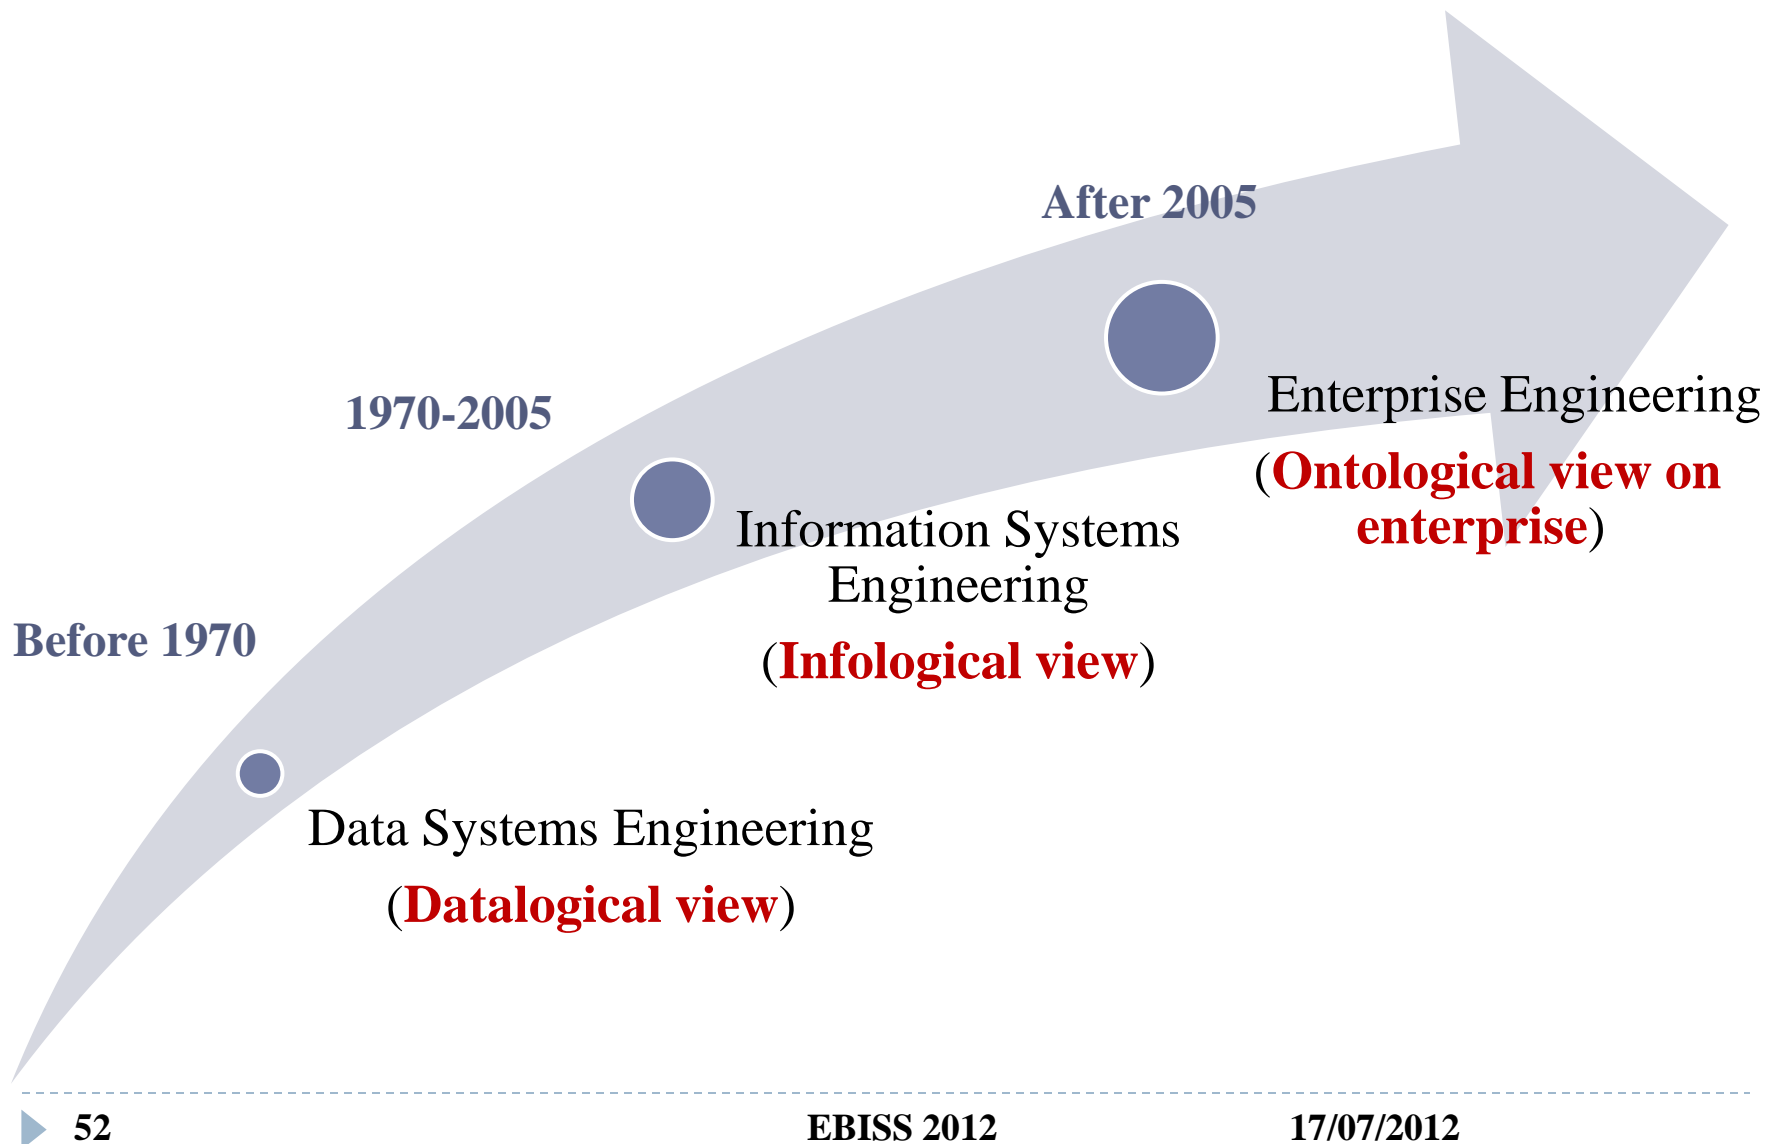 After 2005
Enterprise Engineering
(Ontological view on
enterprise)
1970-2005
Information Systems
Engineering
(Infological view)
Before 1970
Data Systems Engineering
(Datalogical view)
52
EBISS 2012
17/07/2012